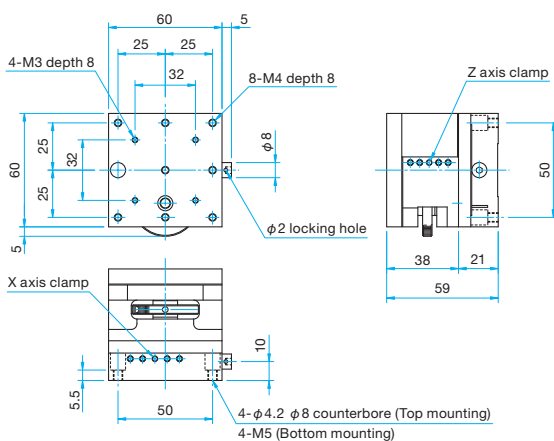 60
5
25
25
4-M3 depth 8
8-M4 depth 8
32
Z axis clamp
φ8
60
25
32
25
5
50
φ2 locking hole
38
21
59
X axis clamp
10
5.5
50
4-φ4.2 φ8 counterbore (Top mounting)
4-M5 (Bottom mounting)